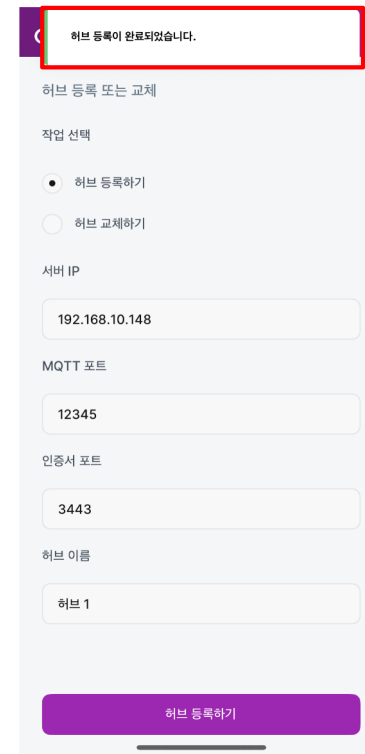 허브 등록이 완료되었습니다.
허브 등록 또는 교체
작업 선택
허브 등록하기
허브 교체하기
서버 IP
192.168.10.148
MQTT 포트
12345
인증서 포트
3443
허브 이름
허브 1
허브 등록하기